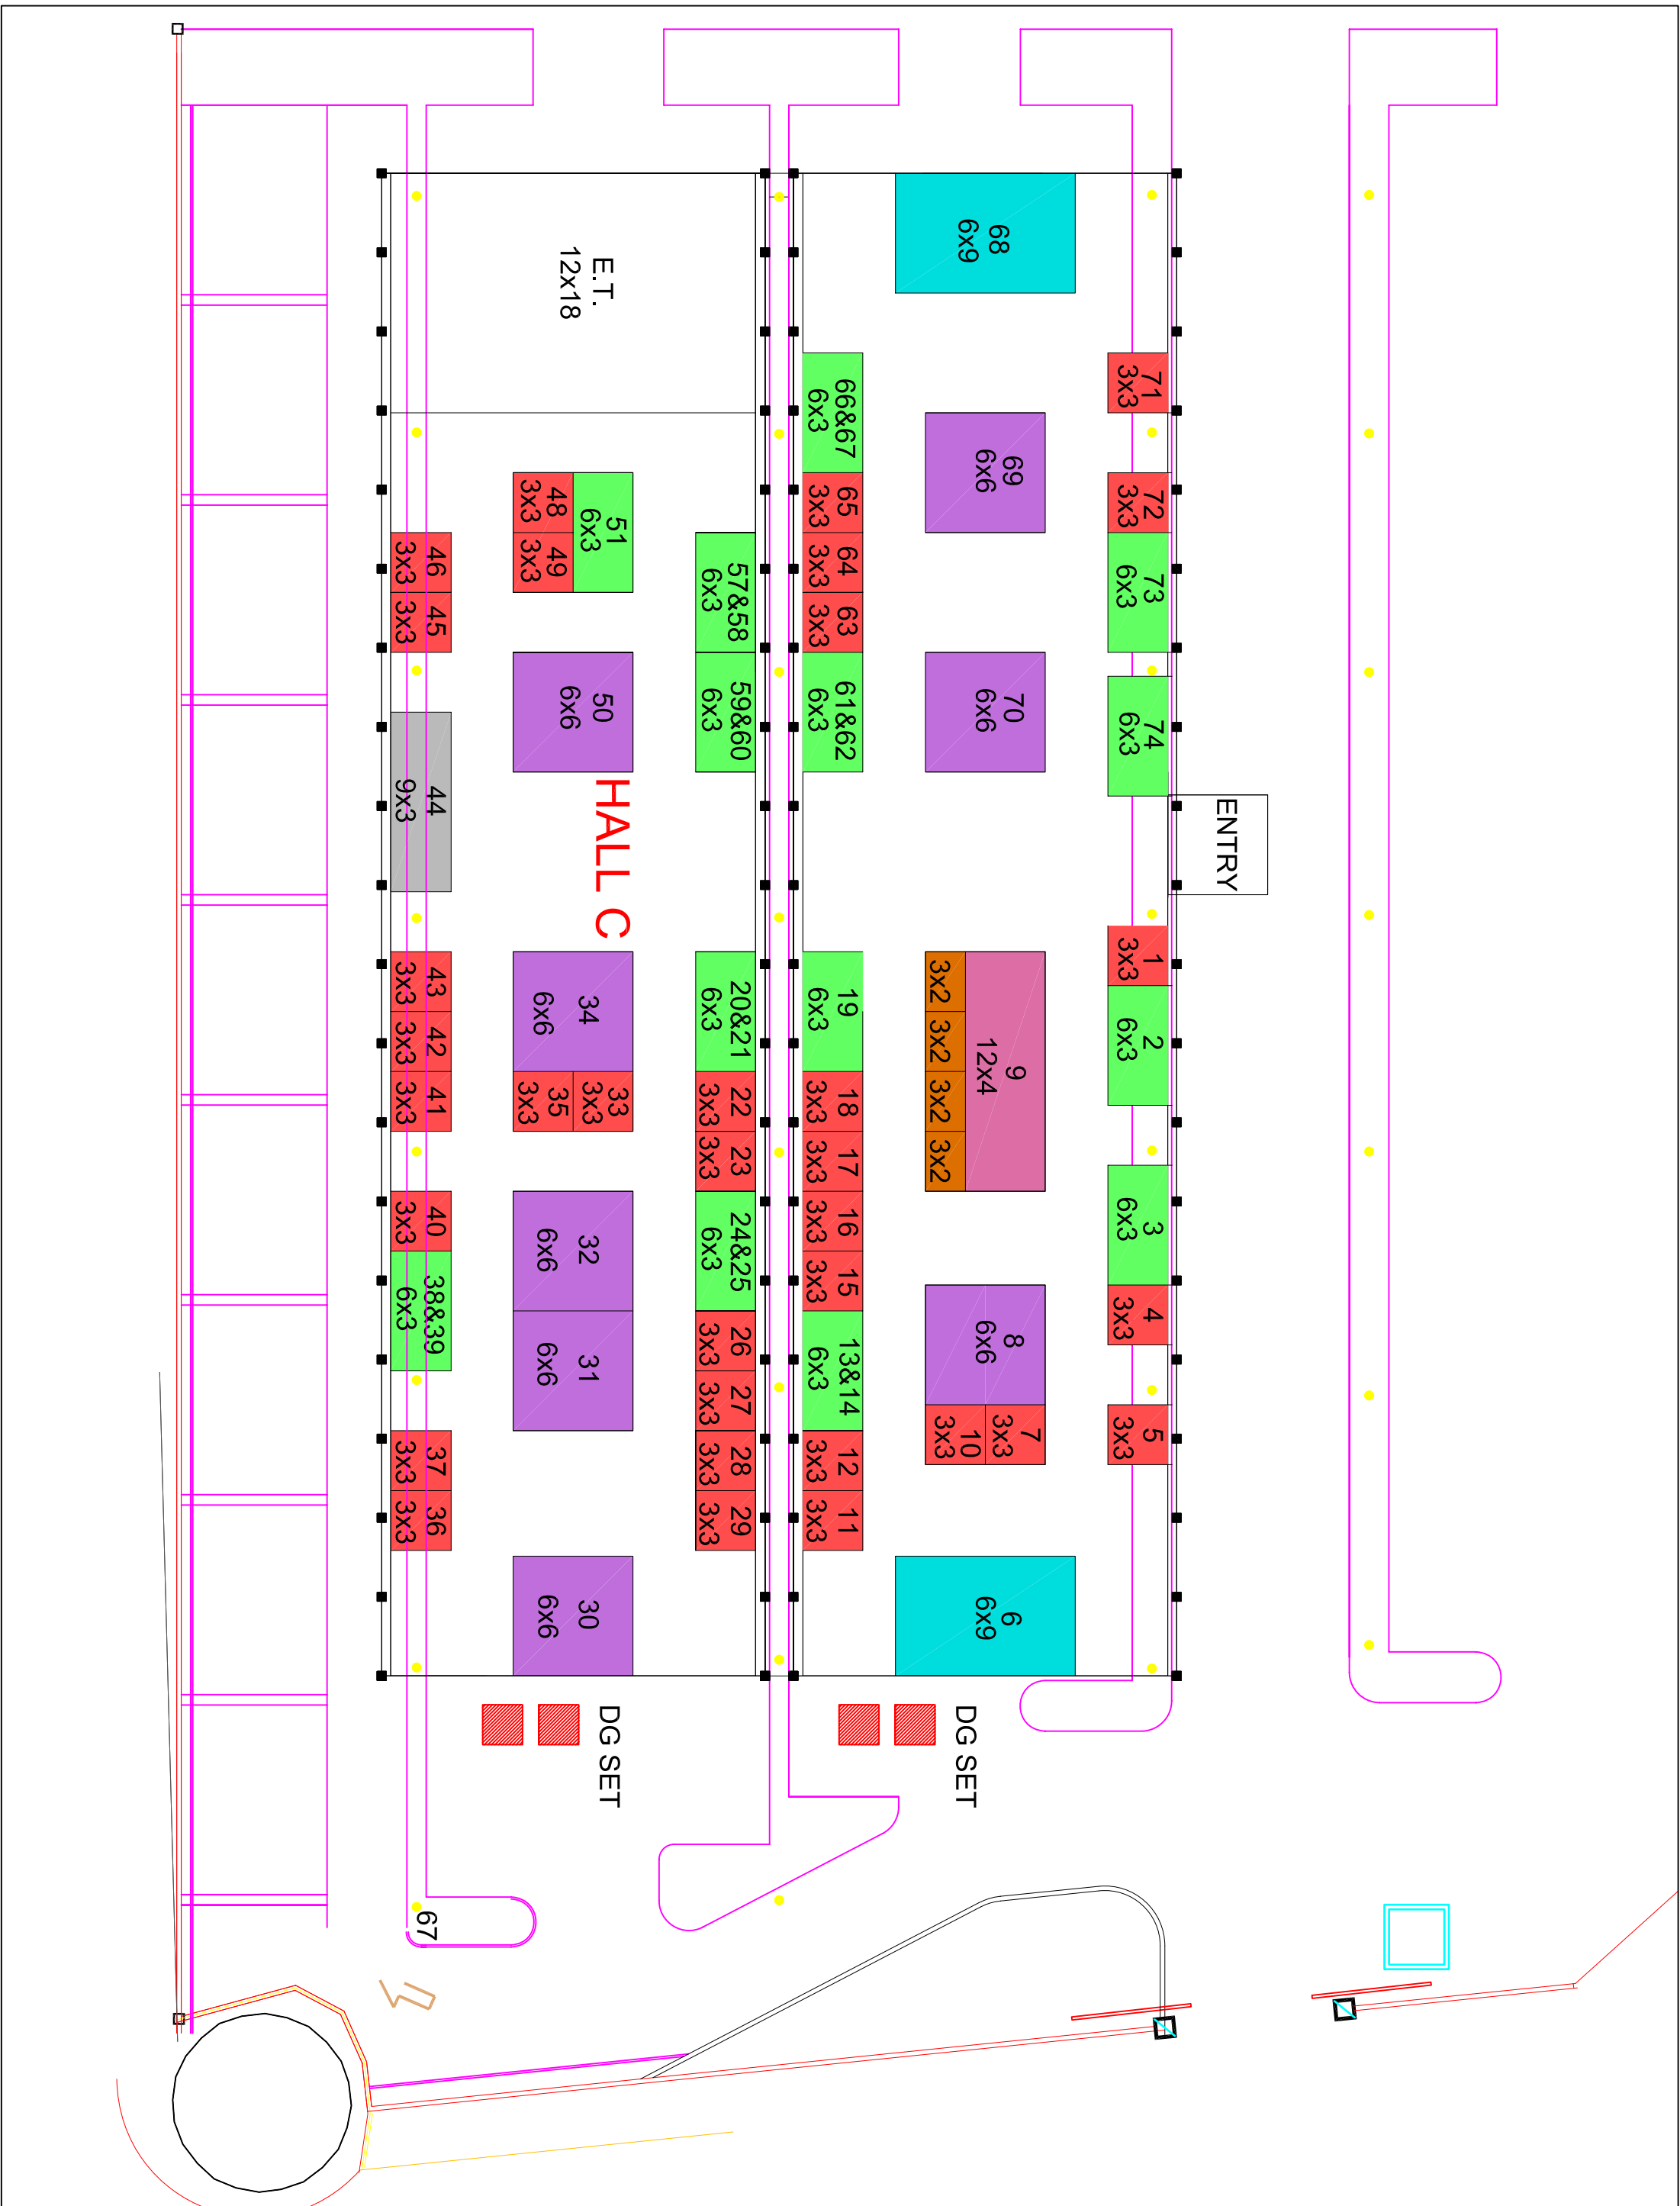 ENTRY
71
3x3
72
3x3
73
6x3
74
6x3
1
3x3
2
6x3
3
6x3
4
3x3
5
3x3
68
6x9
69
6x6
70
6x6
9
12x4
3x2
3x2
3x2
3x2
8
6x6
7
3x3
10
3x3
6
6x9
DG SET
66&67
6x3
65
3x3
64
3x3
63
3x3
61&62
6x3
19
6x3
18
3x3
17
3x3
16
3x3
15
3x3
13&14
6x3
12
3x3
11
3x3
57&58
6x3
59&60
6x3
20&21
6x3
22
3x3
23
3x3
24&25
6x3
26
3x3
27
3x3
28
3x3
29
3x3
E.T.
12x18
51
6x3
48
3x3
49
3x3
50
6x6
HALL C
34
6x6
33
3x3
35
3x3
32
6x6
31
6x6
30
6x6
DG SET
46
3x3
45
3x3
44
9x3
43
3x3
42
3x3
41
3x3
40
3x3
38&39
6x3
37
3x3
36
3x3
67